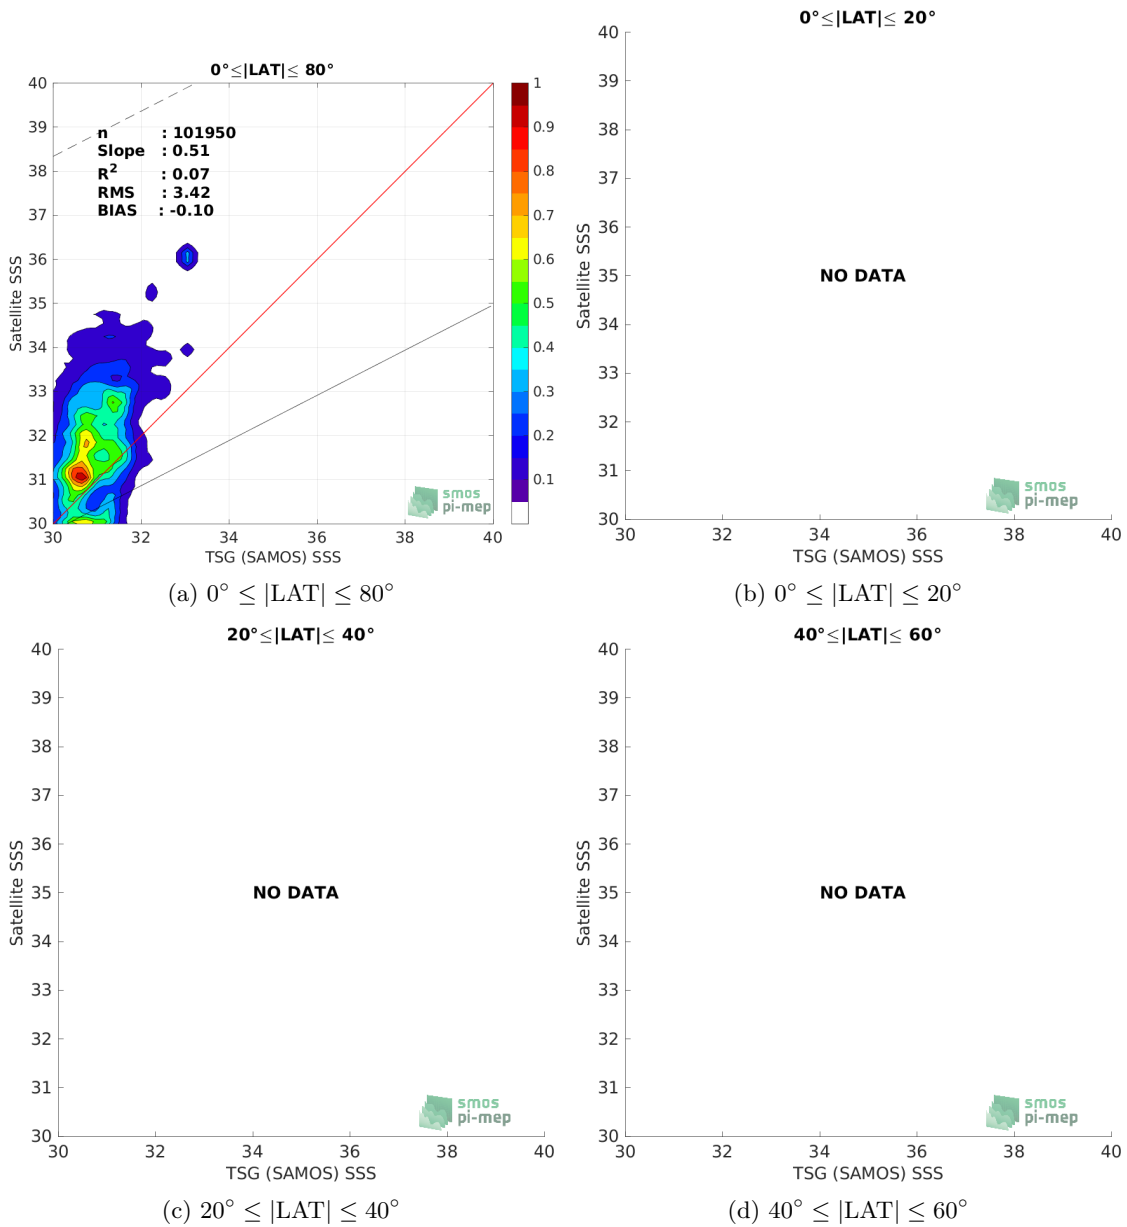 0°≤|LAT|≤ 80°
40
39
38
37
36
35
34
33
32
31
30
Satellite SSS
n : 101950
Slope : 0.51
R² : 0.07
RMS : 3.42
BIAS : -0.10
1
0.9
0.8
0.7
0.6
0.5
0.4
0.3
0.2
0.1
smos
pi-mep
30 32 34 36 38 40
TSG (SAMOS) SSS
(a) 0° ≤ |LAT| ≤ 80°
0°≤|LAT|≤ 20°
40
39
38
37
36
35
34
33
32
31
30
Satellite SSS
NO DATA
smos
pi-mep
30 32 34 36 38 40
TSG (SAMOS) SSS
(b) 0° ≤ |LAT| ≤ 20°
20°≤|LAT|≤ 40°
40
39
38
37
36
35
34
33
32
31
30
Satellite SSS
NO DATA
smos
pi-mep
30 32 34 36 38 40
TSG (SAMOS) SSS
(c) 20° ≤ |LAT| ≤ 40°
40°≤|LAT|≤ 60°
40
39
38
37
36
35
34
33
32
31
30
Satellite SSS
NO DATA
smos
pi-mep
30 32 34 36 38 40
TSG (SAMOS) SSS
(d) 40° ≤ |LAT| ≤ 60°